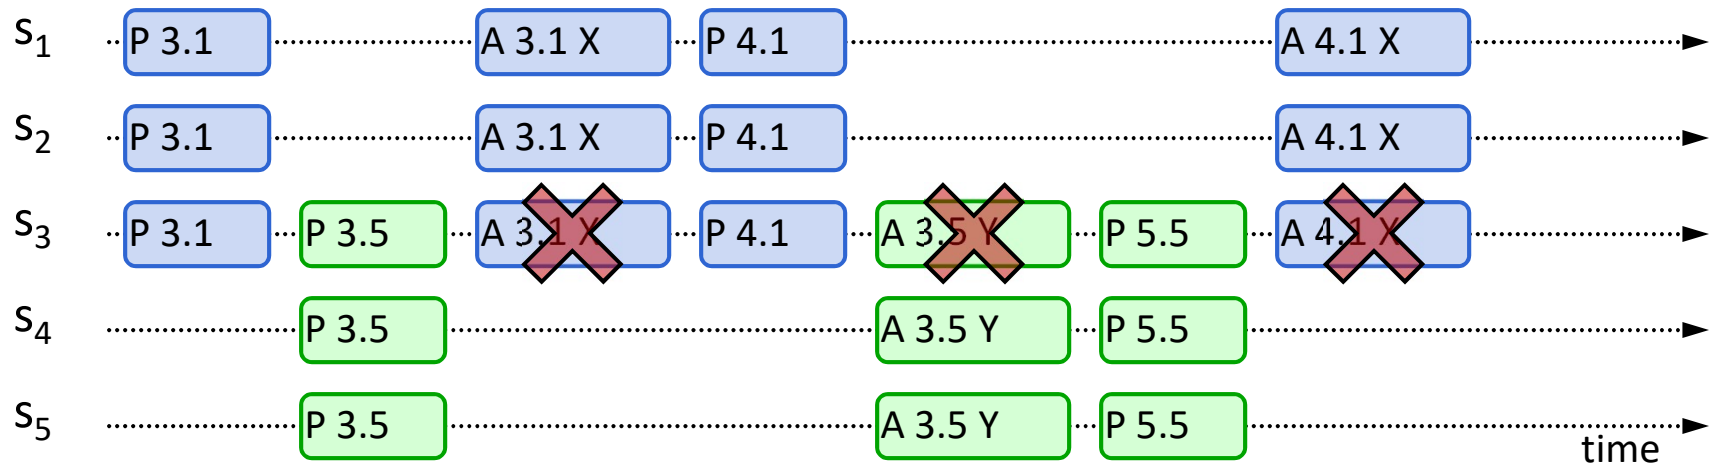 S1 P 3.1 A 3.1 X P 4.1 A 4.1 X
S2 P 3.1 A 3.1 X P 4.1 A 4.1 X
S3 P 3.1 P 3.5 A 3.1 X P 4.1 A 3.5 Y P 5.5 A 4.1 X
S4 P 3.5 A 3.5 Y P 5.5
S5 P 3.5 A 3.5 Y P 5.5
time